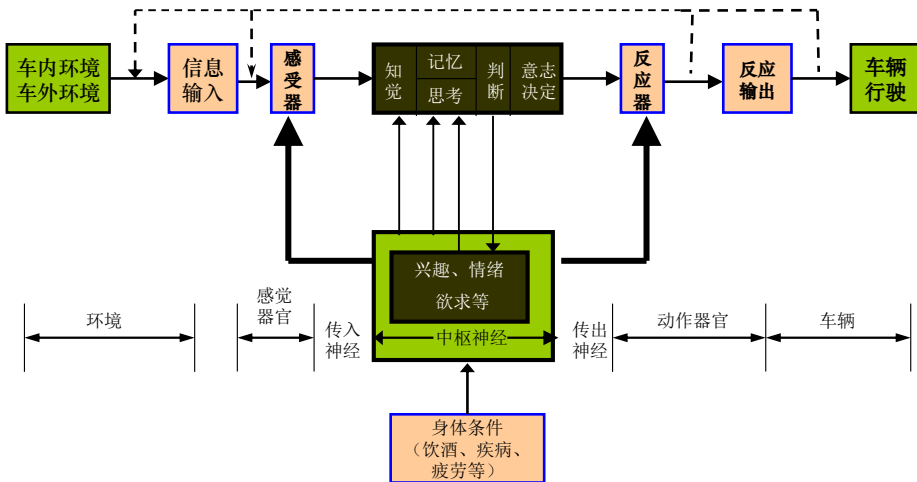 车内环境
车外环境
信息
输入
感
受
器
知
觉
记忆
思考
判
断
意志
决定
反
应
器
反应
输出
车辆
行驶
兴趣、情绪
欲求等
环境
感觉
器官
传入
神经
中枢神经
传出
神经
动作器官
车辆
身体条件
（饮酒、疾病、
疲劳等）